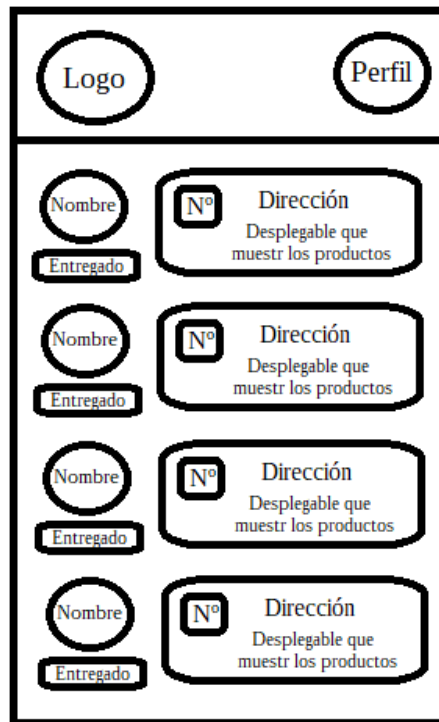 Logo
Perfil
Nombre
Entregado
Nº
Dirección
Desplegable que
muestr los productos
Nombre
Entregado
Nº
Dirección
Desplegable que
muestr los productos
Nombre
Entregado
Nº
Dirección
Desplegable que
muestr los productos
Nombre
Entregado
Nº
Dirección
Desplegable que
muestr los productos